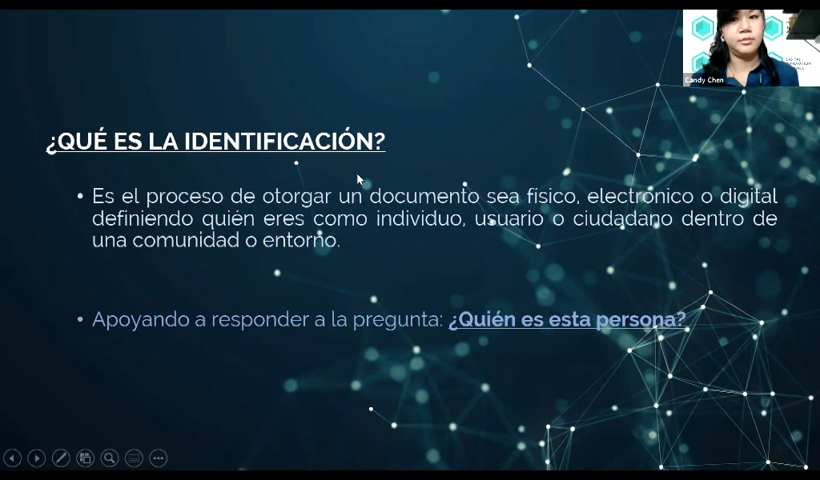 Candy Chen
¿QUÉ ES LA IDENTIFICACIÓN?
• Es el proceso de otorgar un documento sea físico, electrónico o digital
definiendo quién eres como individuo, usuario o ciudadano dentro de
una comunidad o entorno.
• Apoyando a responder a la pregunta: ¿Quién es esta persona?